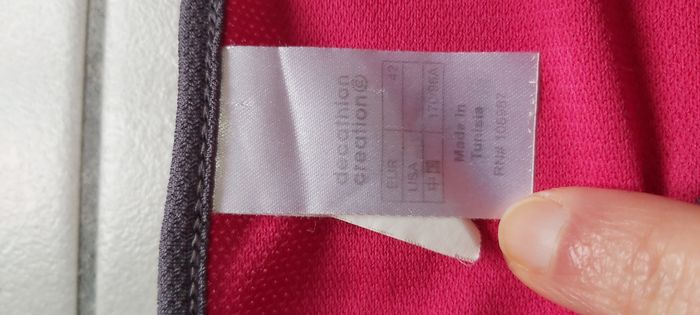 decathlon
creation©
EUR 42
USA
中国 170/96A
Made in
Tunisia
RN#